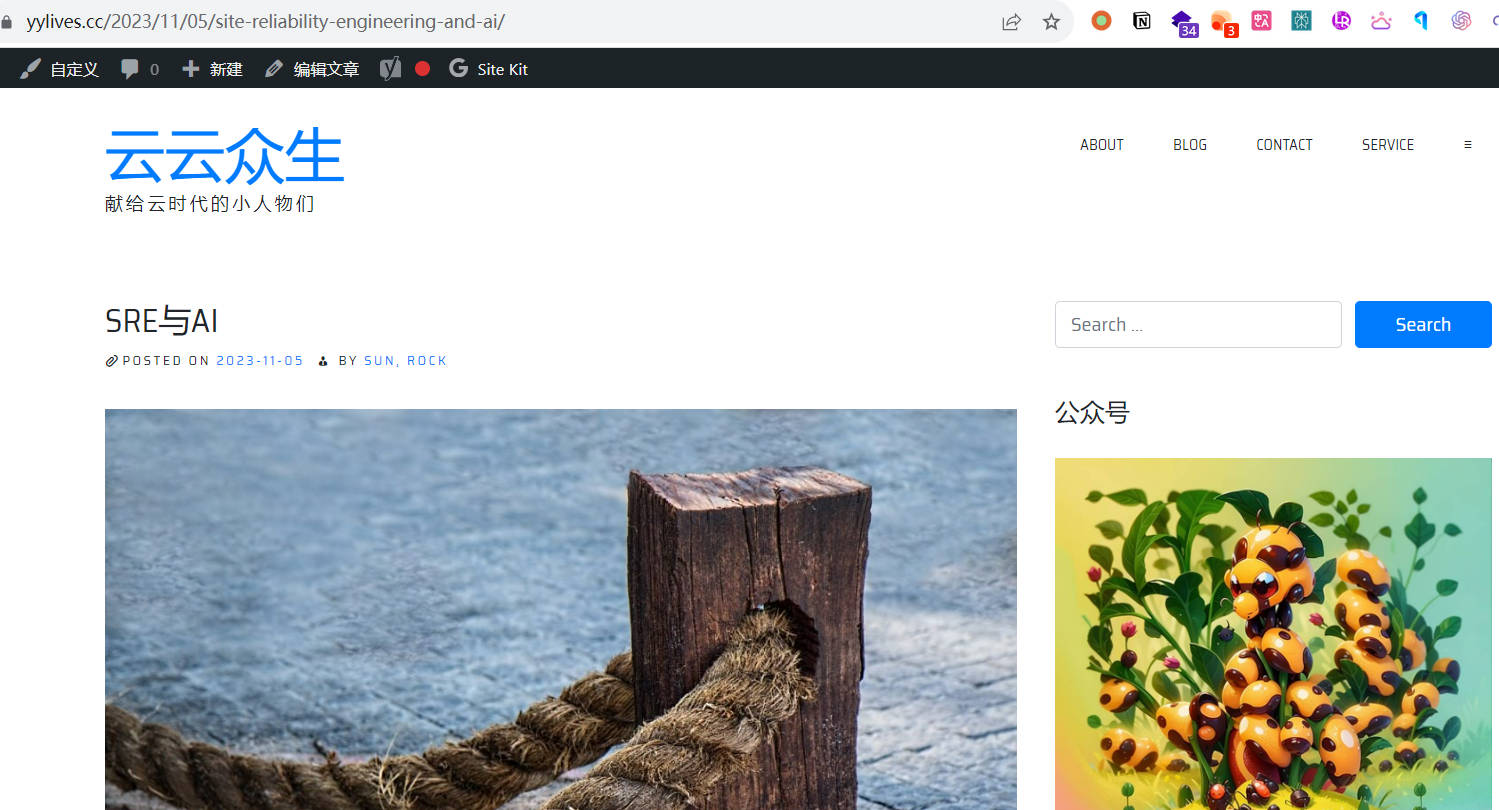 yylives.cc/2023/11/05/site-reliability-engineering-and-ai/
34
3
自定义 0 新建 编辑文章 Site Kit
云云众生
献给云时代的小人物们
ABOUT BLOG CONTACT SERVICE
SRE与AI
POSTED ON 2023-11-05 BY SUN, ROCK
Search ...
Search
公众号